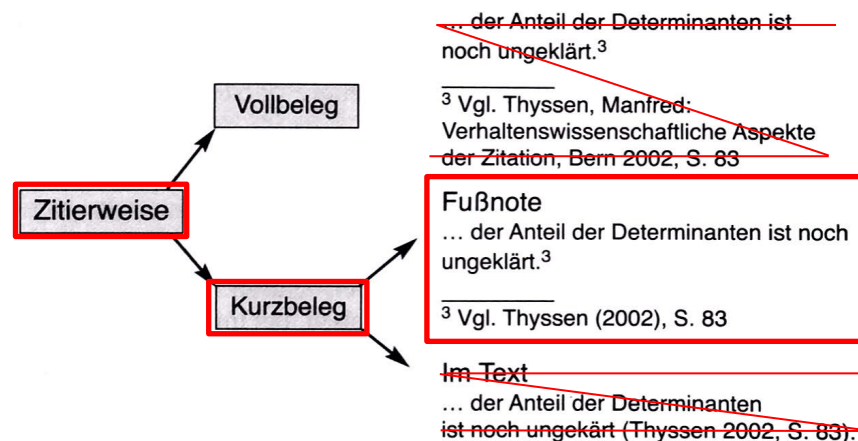 ... der Anteil der Determinanten ist
noch ungeklärt.³
³ Vgl. Thyssen, Manfred:
Verhaltenswissenschaftliche Aspekte
der Zitation, Bern 2002, S. 83
Vollbeleg
Zitierweise
Kurzbeleg
Fußnote
... der Anteil der Determinanten ist noch
ungeklärt.³
³ Vgl. Thyssen (2002), S. 83
Im Text
... der Anteil der Determinanten
ist noch ungekärt (Thyssen 2002, S. 83).